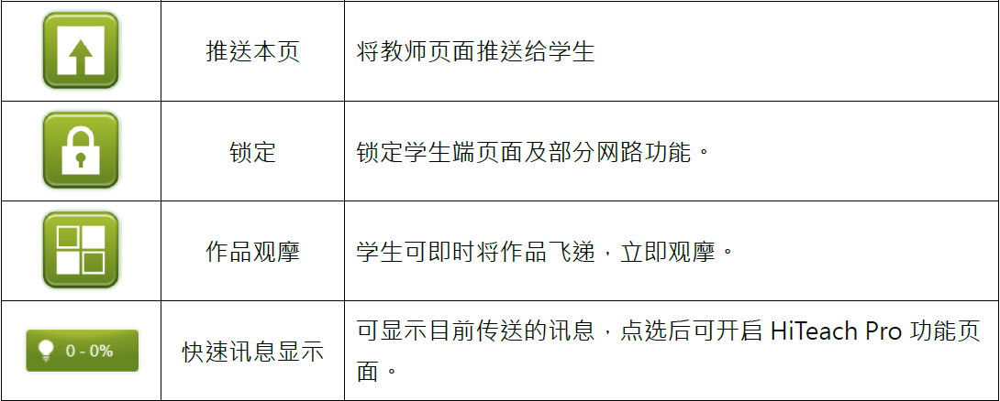 推送本页 将教师页面推送给学生
锁定 锁定学生端页面及部分网路功能。
作品观摩 学生可即时将作品飞递，立即观摩。
0 - 0% 快速讯息显示 可显示目前传送的讯息，点选后可开启 HiTeach Pro 功能页
面。